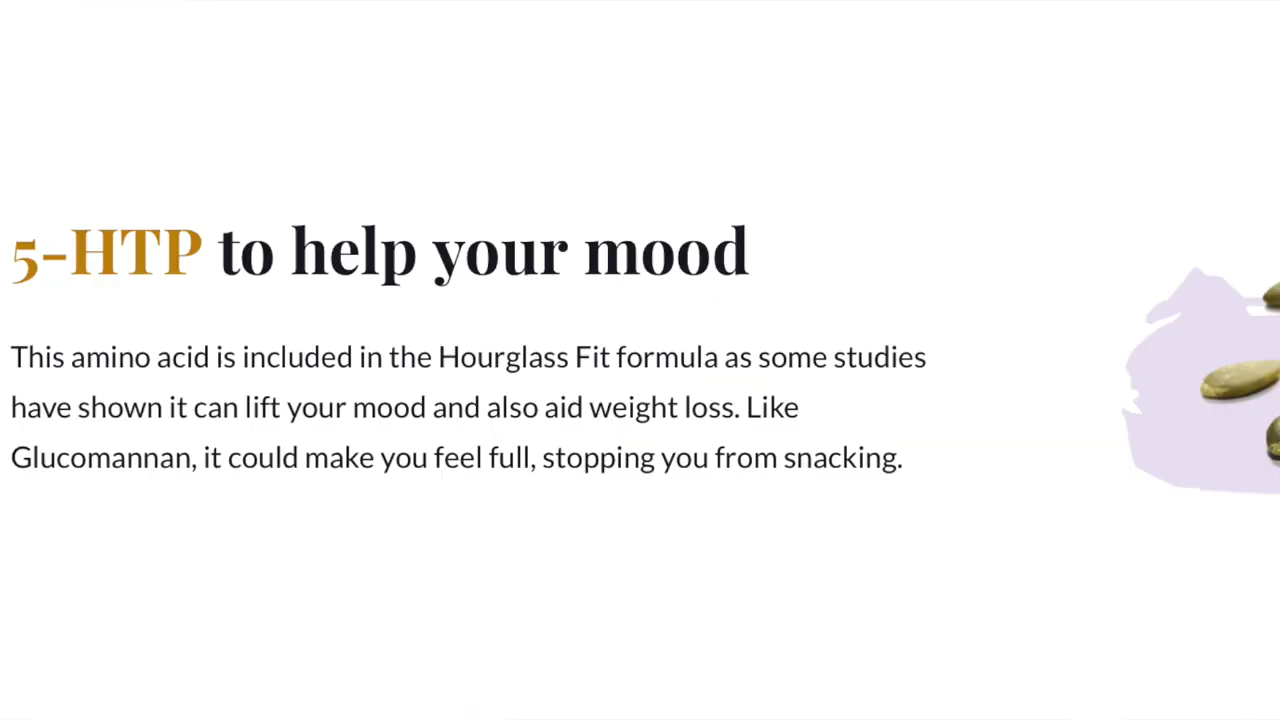 5-HTP to help your mood
This amino acid is included in the Hourglass Fit formula as some studies
have shown it can lift your mood and also aid weight loss. Like
Glucomannan, it could make you feel full, stopping you from snacking.